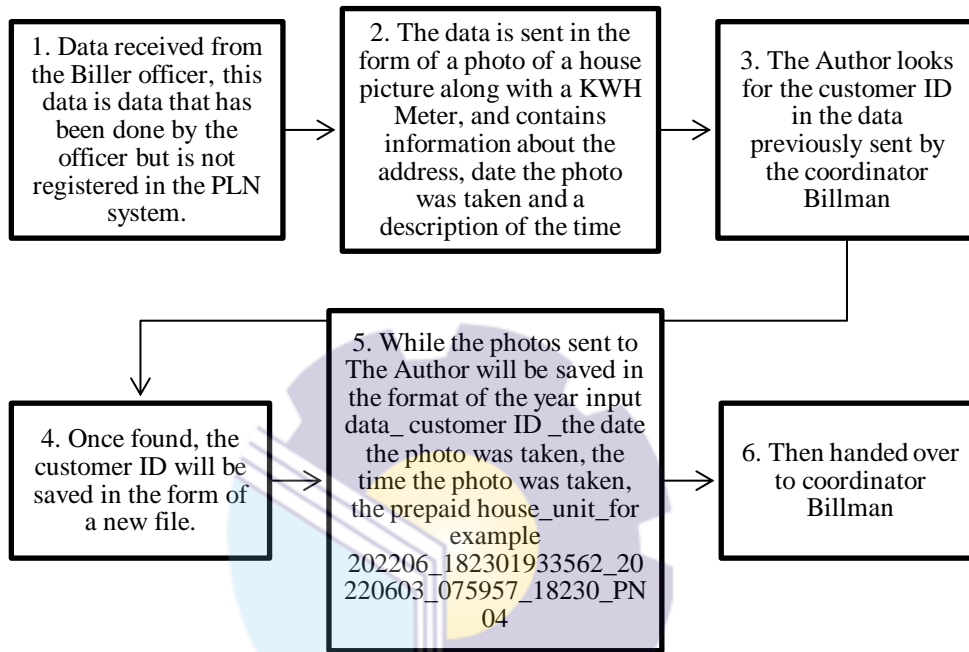 1. Data received from
the Biller officer, this
data is data that has
been done by the
officer but is not
registered in the PLN
system.
2. The data is sent in the
form of a photo of a house
picture along with a KWH
Meter, and contains
information about the
address, date the photo
was taken and a
description of the time
3. The Author looks
for the customer ID
in the data
previously sent by
the coordinator
Billman
4. Once found, the
customer ID will be
saved in the form of
a new file.
5. While the photos sent to
The Author will be saved in
the format of the year input
data_ customer ID _the date
the photo was taken, the
time the photo was taken,
the prepaid house_unit_for
example
202206_182301933562_20
220603_075957_18230_PN
04
6. Then handed over
to coordinator
Billman